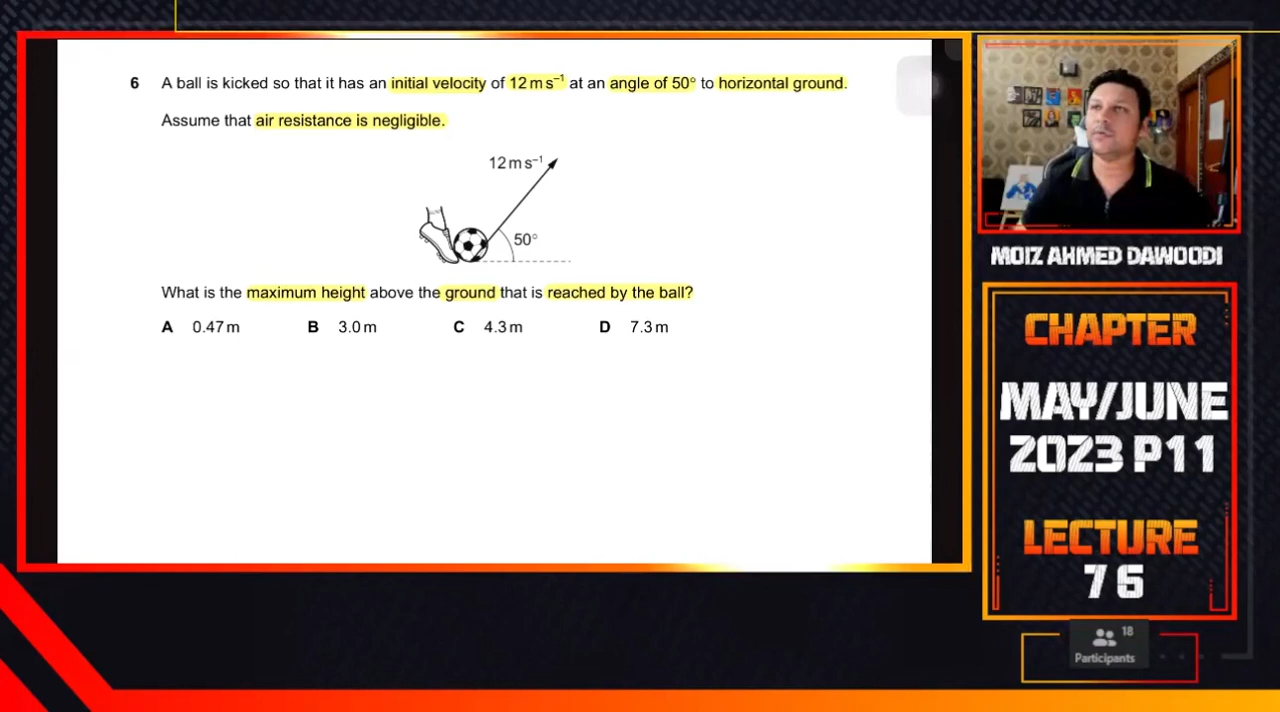 6 A ball is kicked so that it has an initial velocity of 12 m s⁻¹ at an angle of 50° to horizontal ground.
Assume that air resistance is negligible.
12 m s⁻¹
50°
What is the maximum height above the ground that is reached by the ball?
A 0.47 m B 3.0 m C 4.3 m D 7.3 m
MOIZ AHMED DAWOODI
CHAPTER
MAY/JUNE
2023 P11
LECTURE
76
18
Participants